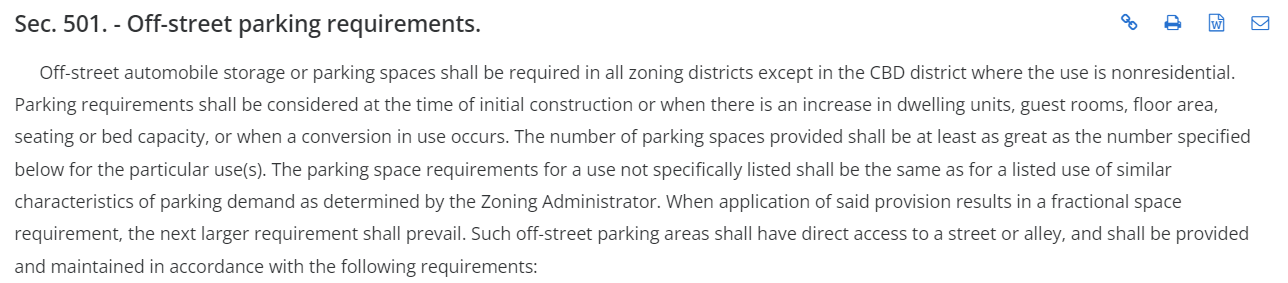 Sec. 501. - Off-street parking requirements.
Off-street automobile storage or parking spaces shall be required in all zoning districts except in the CBD district where the use is nonresidential.
Parking requirements shall be considered at the time of initial construction or when there is an increase in dwelling units, guest rooms, floor area,
seating or bed capacity, or when a conversion in use occurs. The number of parking spaces provided shall be at least as great as the number specified
below for the particular use(s). The parking space requirements for a use not specifically listed shall be the same as for a listed use of similar
characteristics of parking demand as determined by the Zoning Administrator. When application of said provision results in a fractional space
requirement, the next larger requirement shall prevail. Such off-street parking areas shall have direct access to a street or alley, and shall be provided
and maintained in accordance with the following requirements: